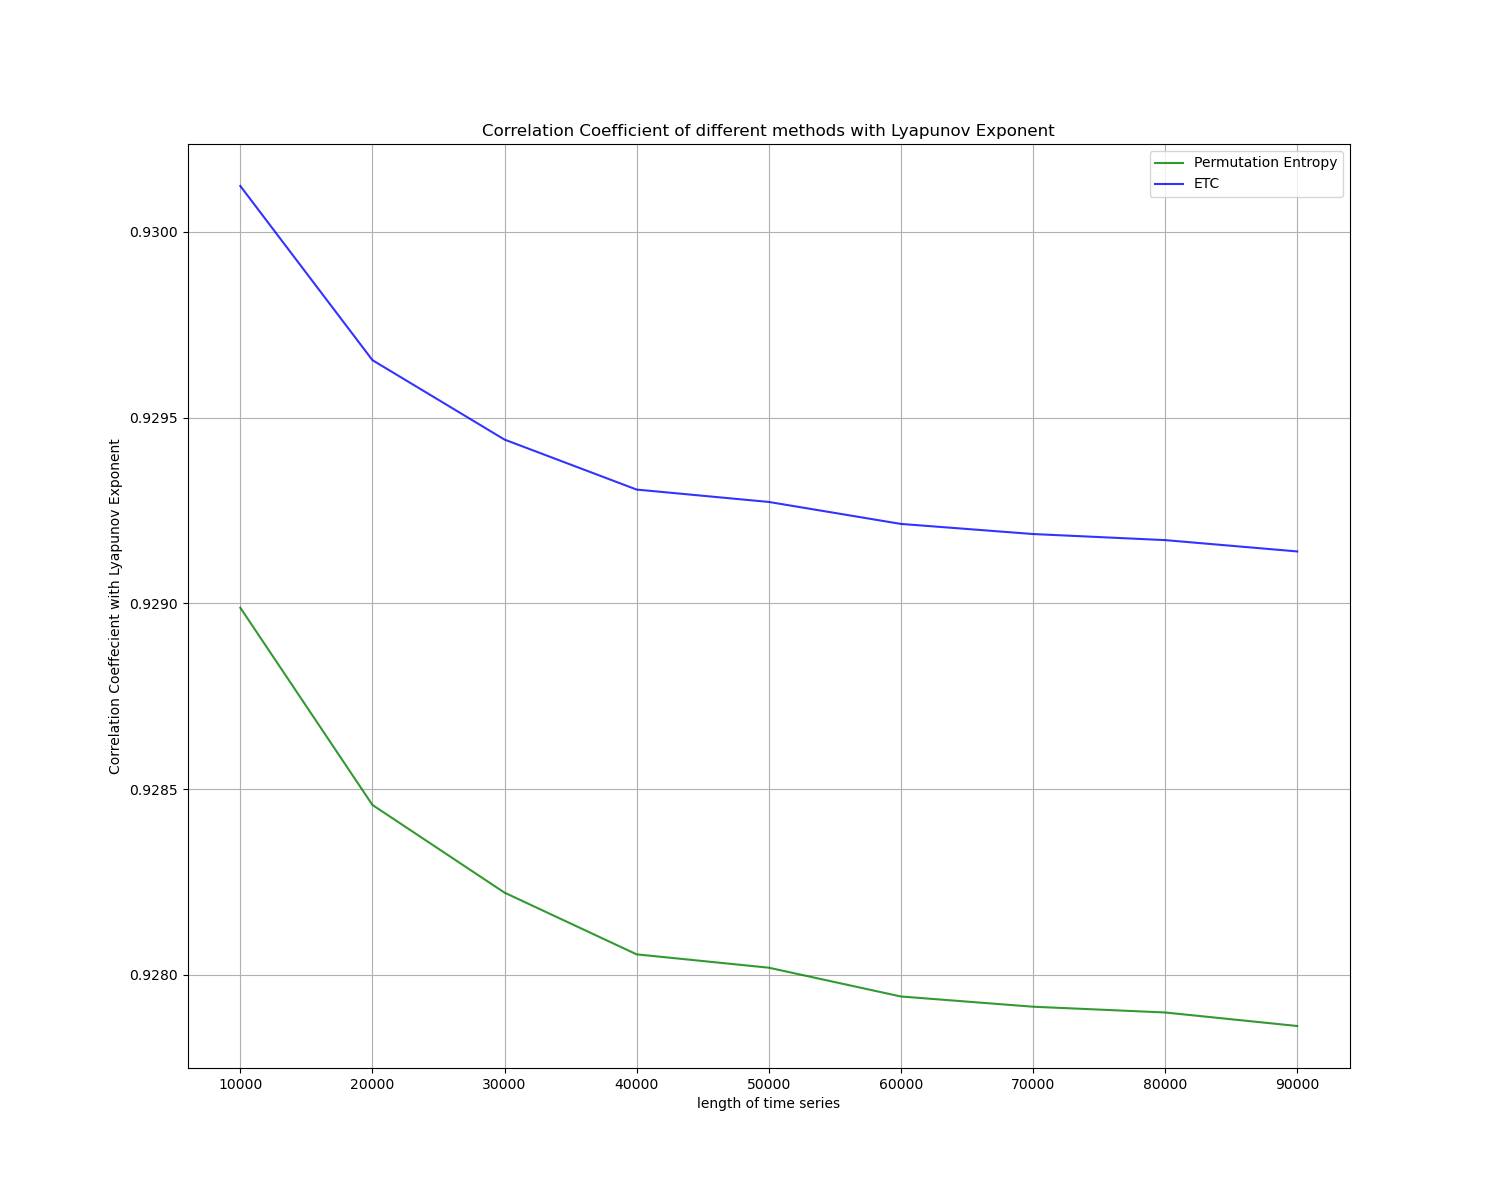 Correlation Coefficient of different methods with Lyapunov Exponent
Permutation Entropy
ETC
0.9300
0.9295
0.9290
0.9285
0.9280
Correlation Coeffecient with Lyapunov Exponent
10000 20000 30000 40000 50000 60000 70000 80000 90000
length of time series